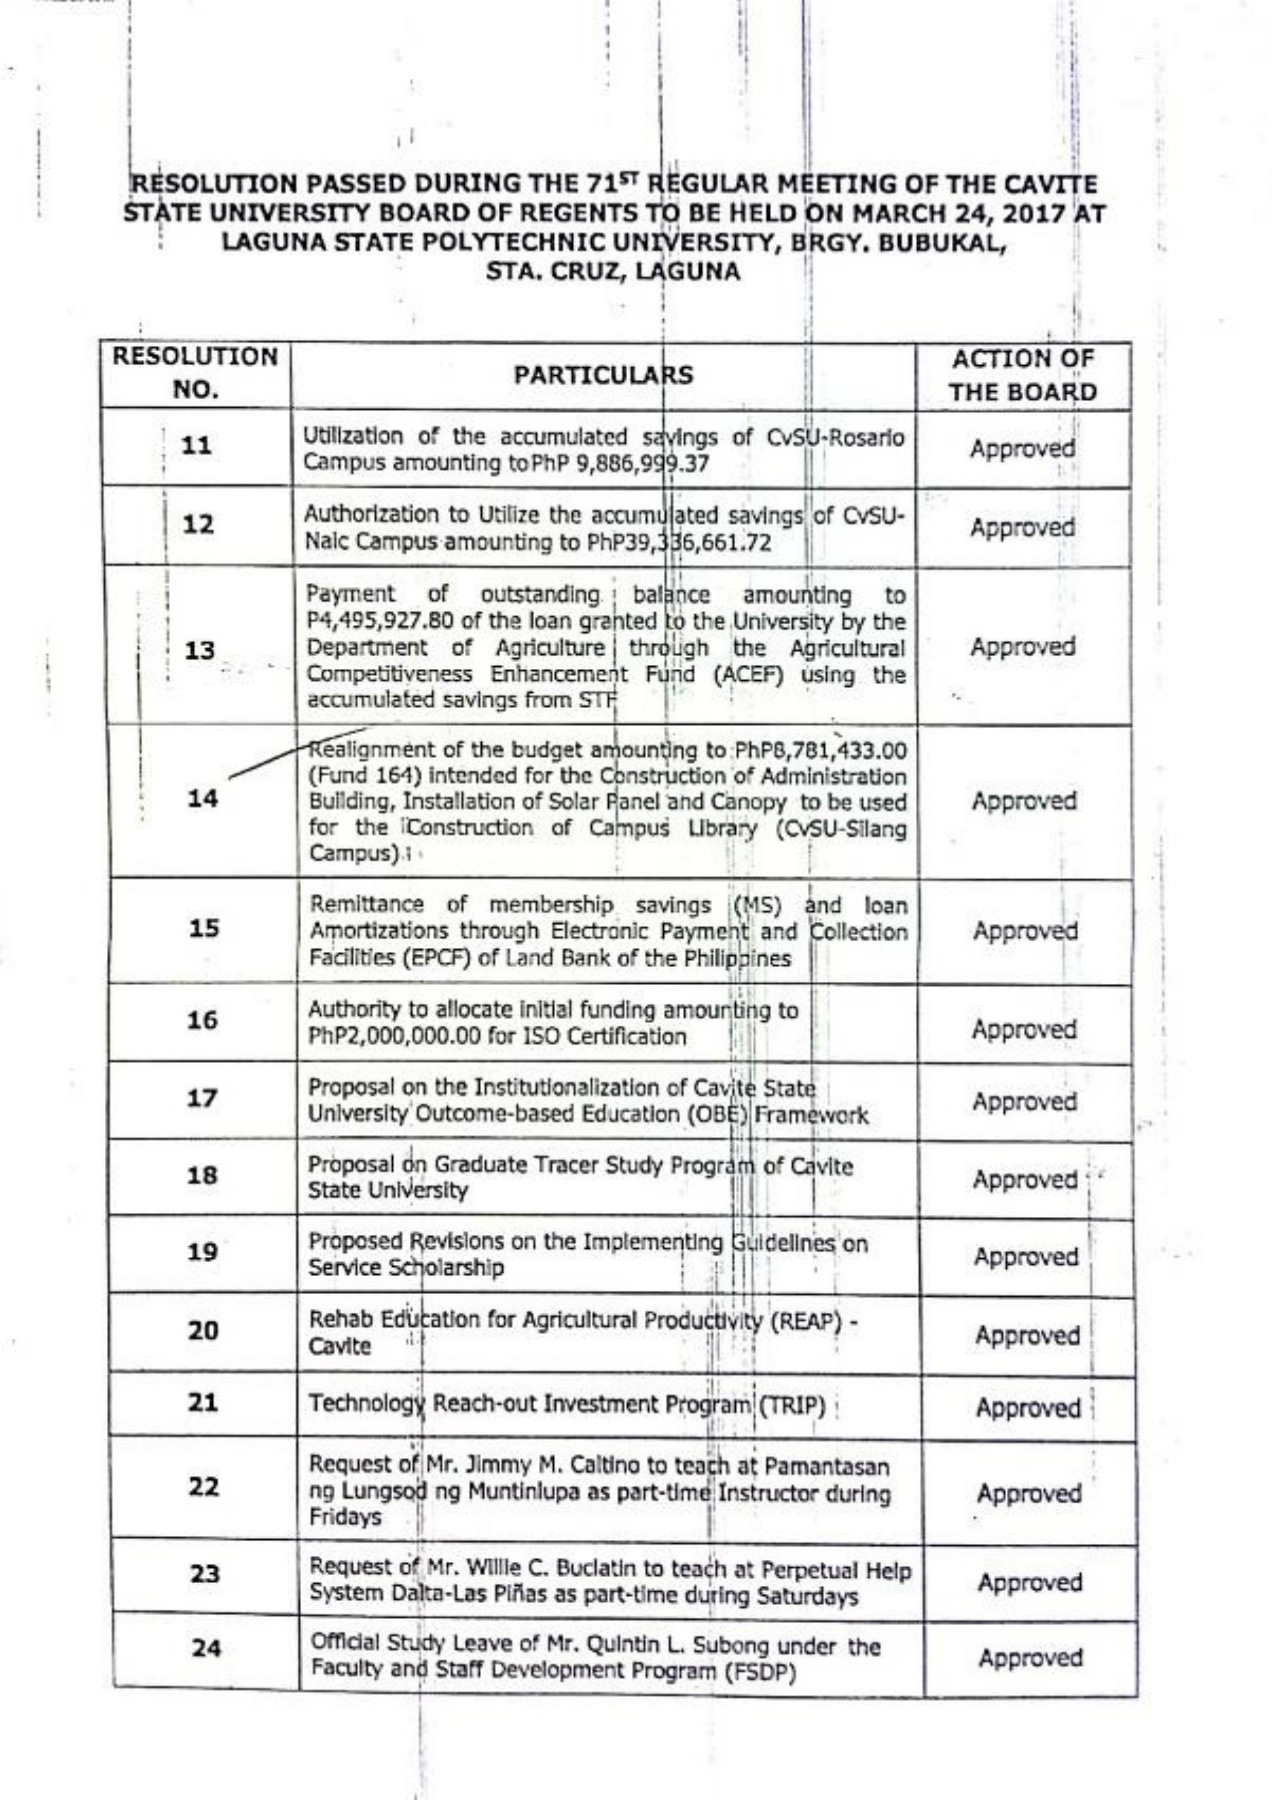 RESOLUTION PASSED DURING THE 71ST REGULAR MEETING OF THE CAVITE
STATE UNIVERSITY BOARD OF REGENTS TO BE HELD ON MARCH 24, 2017 AT
LAGUNA STATE POLYTECHNIC UNIVERSITY, BRGY. BUBUKAL,
STA. CRUZ, LAGUNA
RESOLUTION
NO.
PARTICULARS
ACTION OF
THE BOARD
11
Utilization of the accumulated savings of CvSU-Rosario
Campus amounting to PhP 9,886,999.37
Approved
12
Authorization to Utilize the accumulated savings of CvSU-
Naic Campus amounting to PhP39,336,661.72
Approved
13
Payment of outstanding balance amounting to
P4,495,927.80 of the loan granted to the University by the
Department of Agriculture through the Agricultural
Competitiveness Enhancement Fund (ACEF) using the
accumulated savings from STF
Approved
14
Realignment of the budget amounting to PhP8,781,433.00
(Fund 164) intended for the Construction of Administration
Building, Installation of Solar Panel and Canopy to be used
for the Construction of Campus Library (CvSU-Silang
Campus)
Approved
15
Remittance of membership savings (MS) and loan
Amortizations through Electronic Payment and Collection
Facilities (EPCF) of Land Bank of the Philippines
Approved
16
Authority to allocate initial funding amounting to
PhP2,000,000.00 for ISO Certification
Approved
17
Proposal on the Institutionalization of Cavite State
University Outcome-based Education (OBE) Framework
Approved
18
Proposal on Graduate Tracer Study Program of Cavite
State University
Approved
19
Proposed Revisions on the Implementing Guidelines on
Service Scholarship
Approved
20
Rehab Education for Agricultural Productivity (REAP) -
Cavite
Approved
21
Technology Reach-out Investment Program (TRIP)
Approved
22
Request of Mr. Jimmy M. Caltino to teach at Pamantasan
ng Lungsod ng Muntinlupa as part-time Instructor during
Fridays
Approved
23
Request of Mr. Willie C. Buclatin to teach at Perpetual Help
System Dalta-Las Piñas as part-time during Saturdays
Approved
24
Official Study Leave of Mr. Quintin L. Subong under the
Faculty and Staff Development Program (FSDP)
Approved